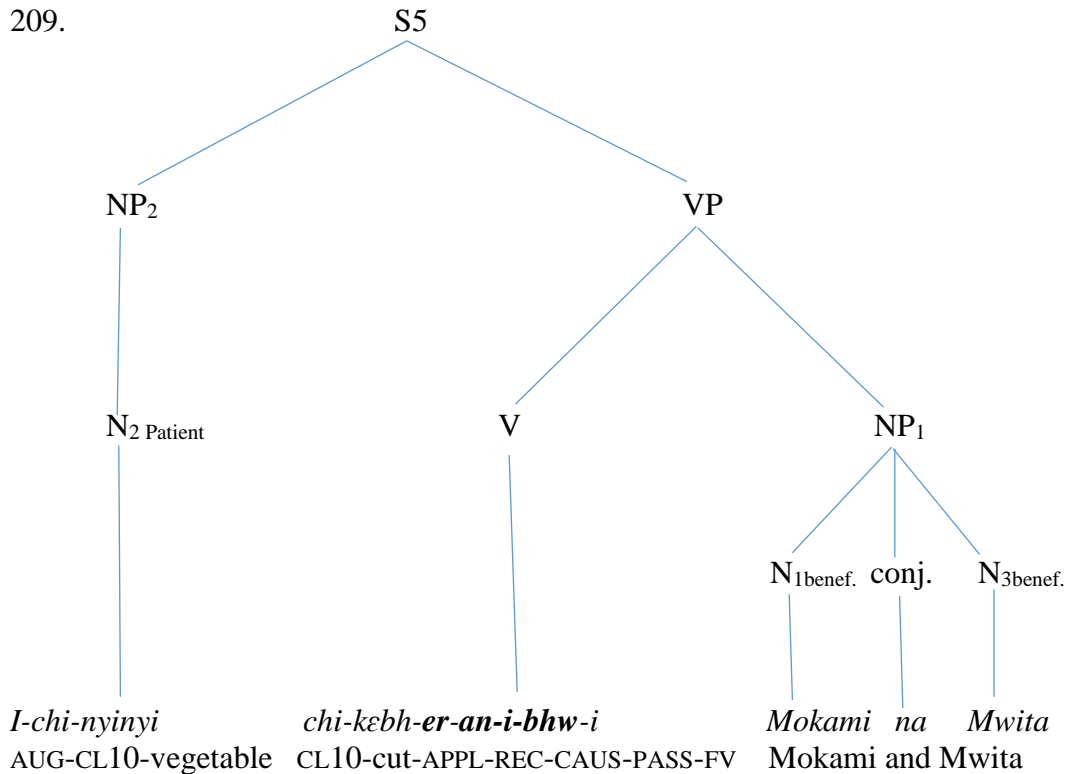 209. S5
NP2 VP
N2 Patient V NP1
N1benef. conj. N3benef.
I-chi-nyinyi chi-kɛbh-er-an-i-bhw-i Mokami na Mwita
AUG-CL10-vegetable CL10-cut-APPL-REC-CAUS-PASS-FV Mokami and Mwita